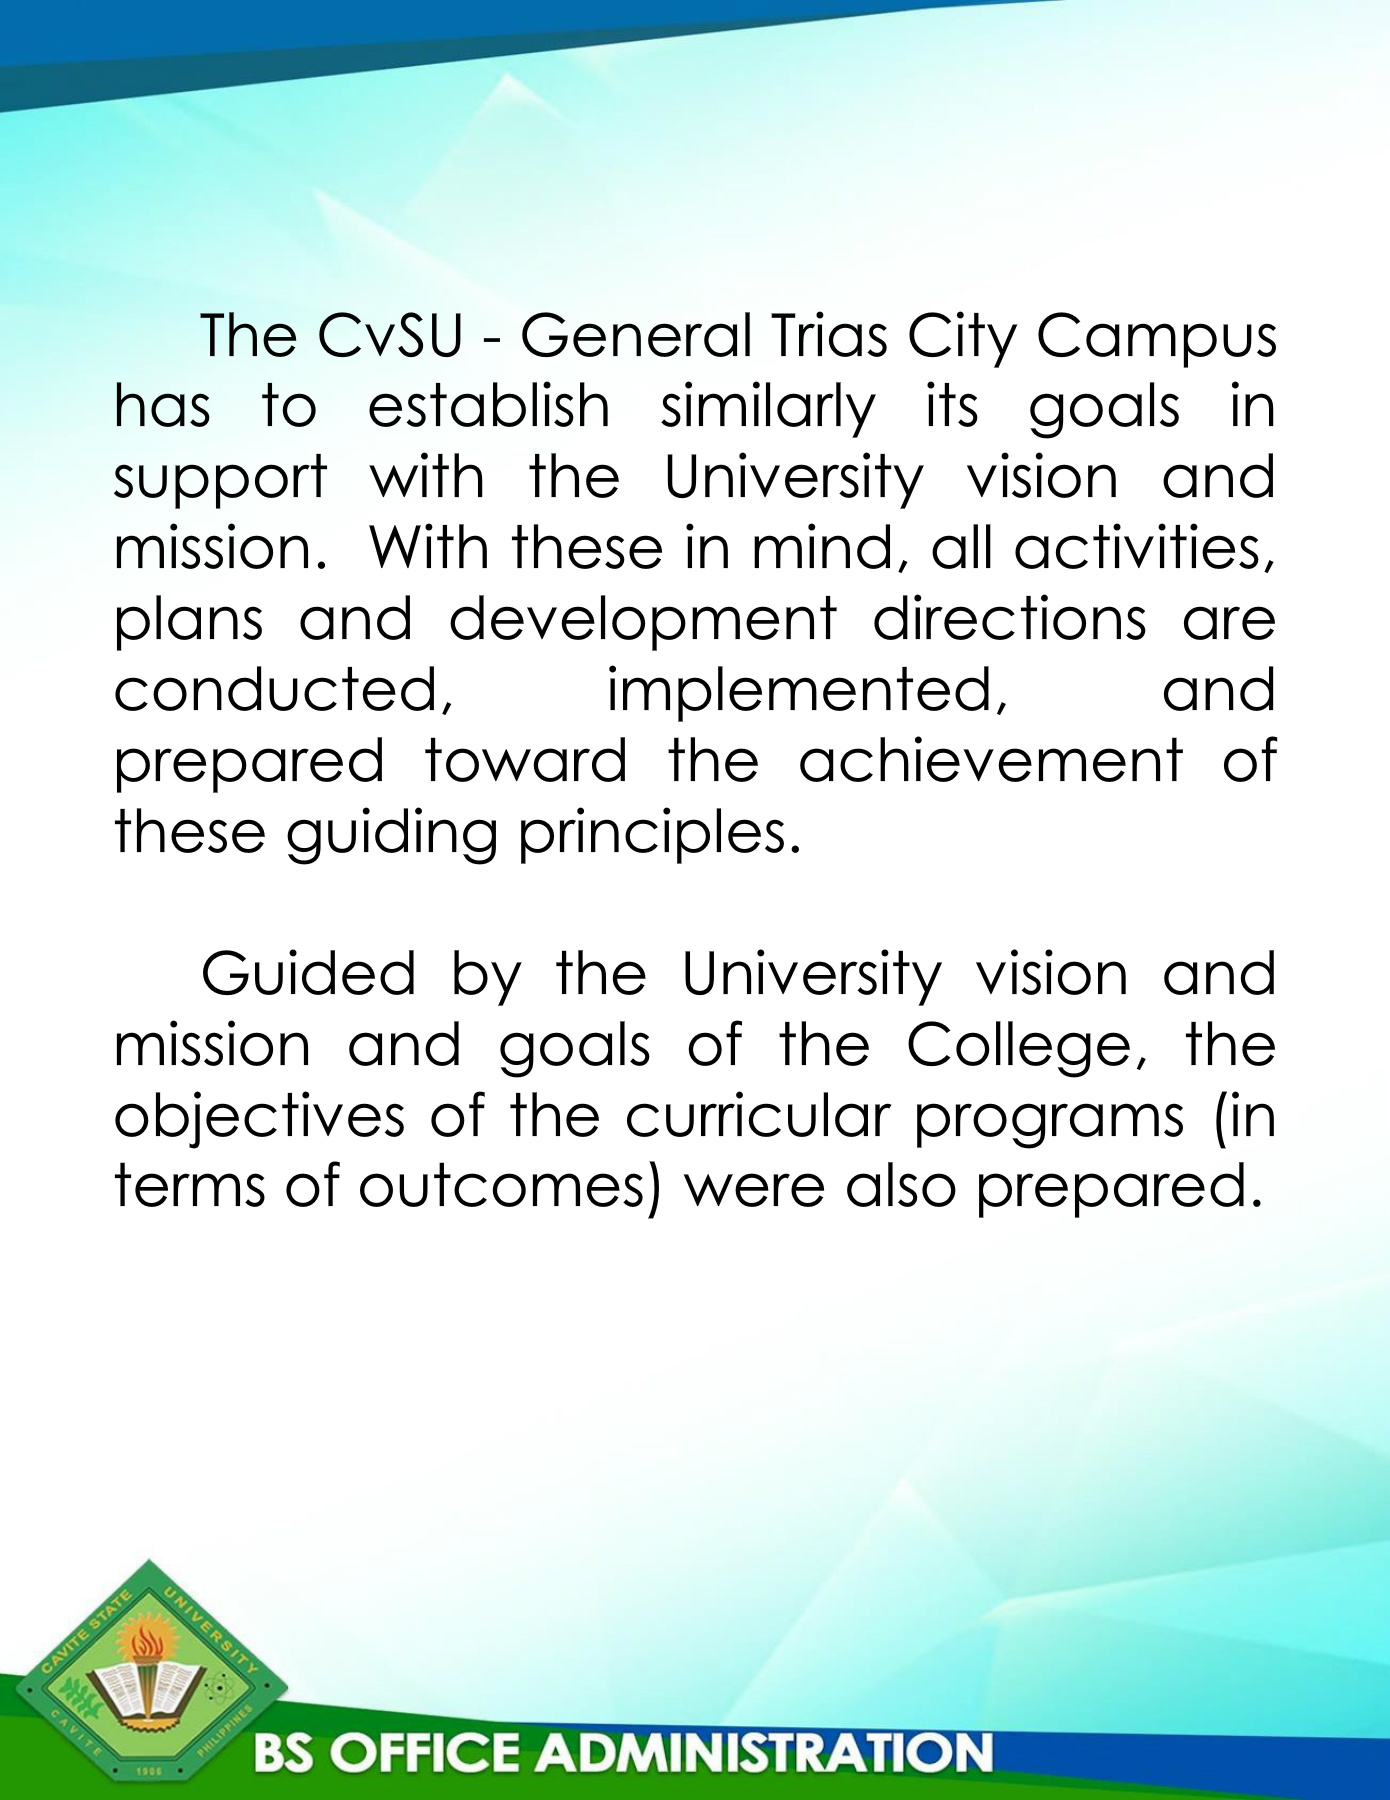 The CvSU - General Trias City Campus
has to establish similarly its goals in
support with the University vision and
mission.  With these in mind, all activities,
plans and development directions are
conducted, implemented, and
prepared toward the achievement of
these guiding principles.
Guided by the University vision and
mission and goals of the College, the
objectives of the curricular programs (in
terms of outcomes) were also prepared.
CAVITE STATE UNIVERSITY
CAVITE PHILIPPINES
1906
BS OFFICE ADMINISTRATION